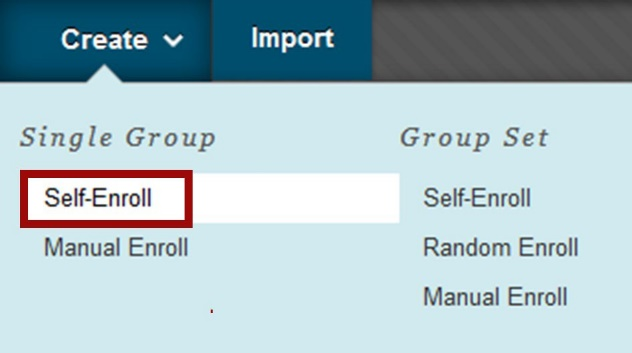 Create
Import
Single Group
Self-Enroll
Manual Enroll
Group Set
Self-Enroll
Random Enroll
Manual Enroll